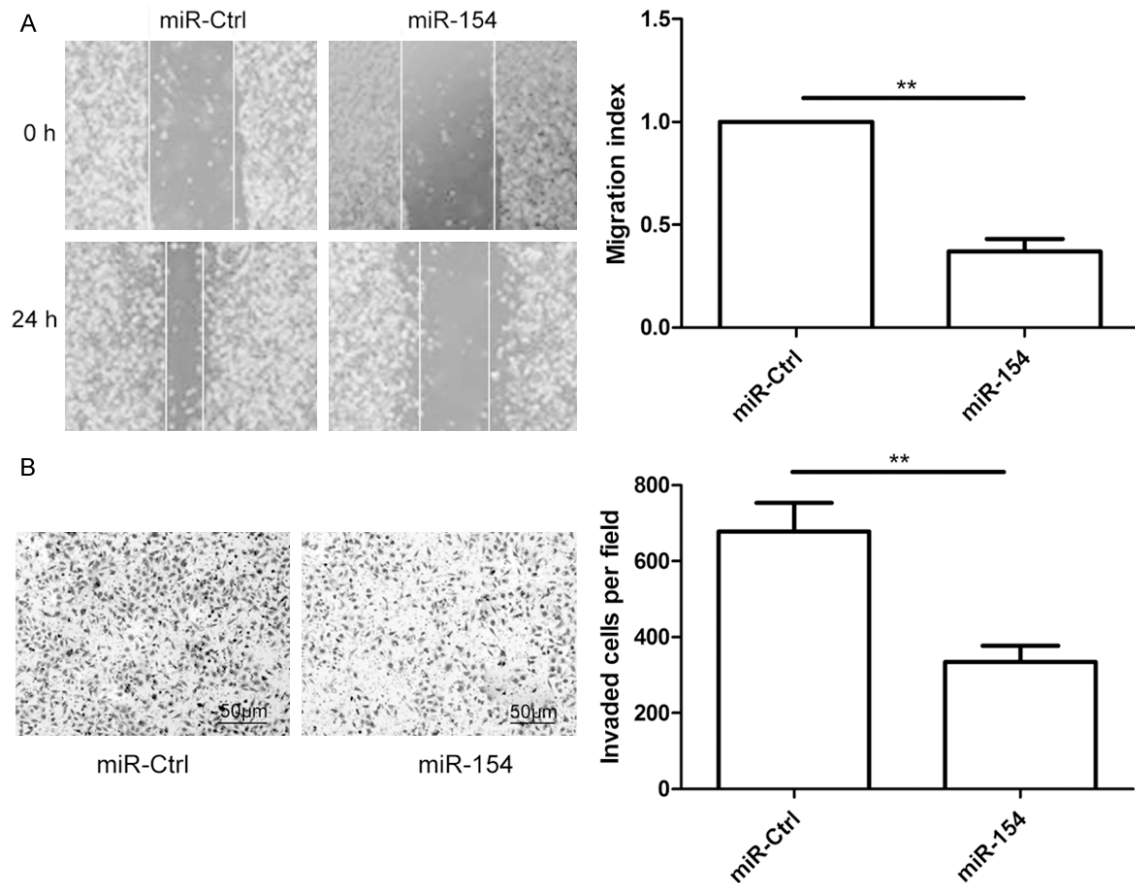 A
miR-Ctrl
miR-154
0 h
24 h
Migration index
1.5
1.0
0.5
0.0
**
miR-Ctrl
miR-154
B
50µm
50µm
miR-Ctrl
miR-154
Invaded cells per field
800
600
400
200
0
**
miR-Ctrl
miR-154